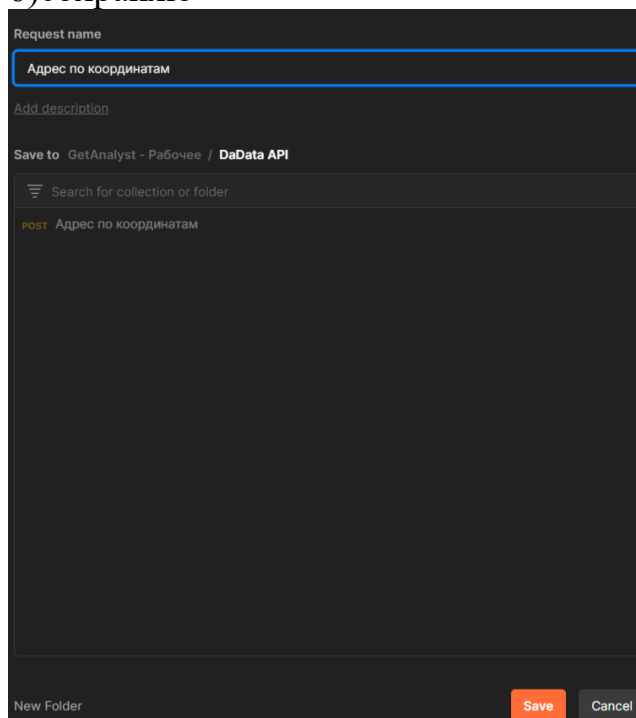 Request name
Адрес по координатам
Add description
Save to GetAnalyst - Рабочее / DaData API
Search for collection or folder
POST Адрес по координатам
New Folder
Save Cancel